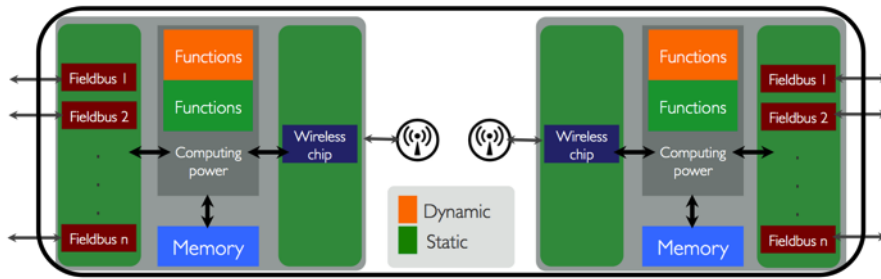 Fieldbus 1
Fieldbus 2
.
.
.
Fieldbus n
Functions
Functions
Computing
power
Memory
Wireless
chip
Dynamic
Static
Wireless
chip
Functions
Functions
Computing
power
Memory
Fieldbus 1
Fieldbus 2
.
.
.
Fieldbus n